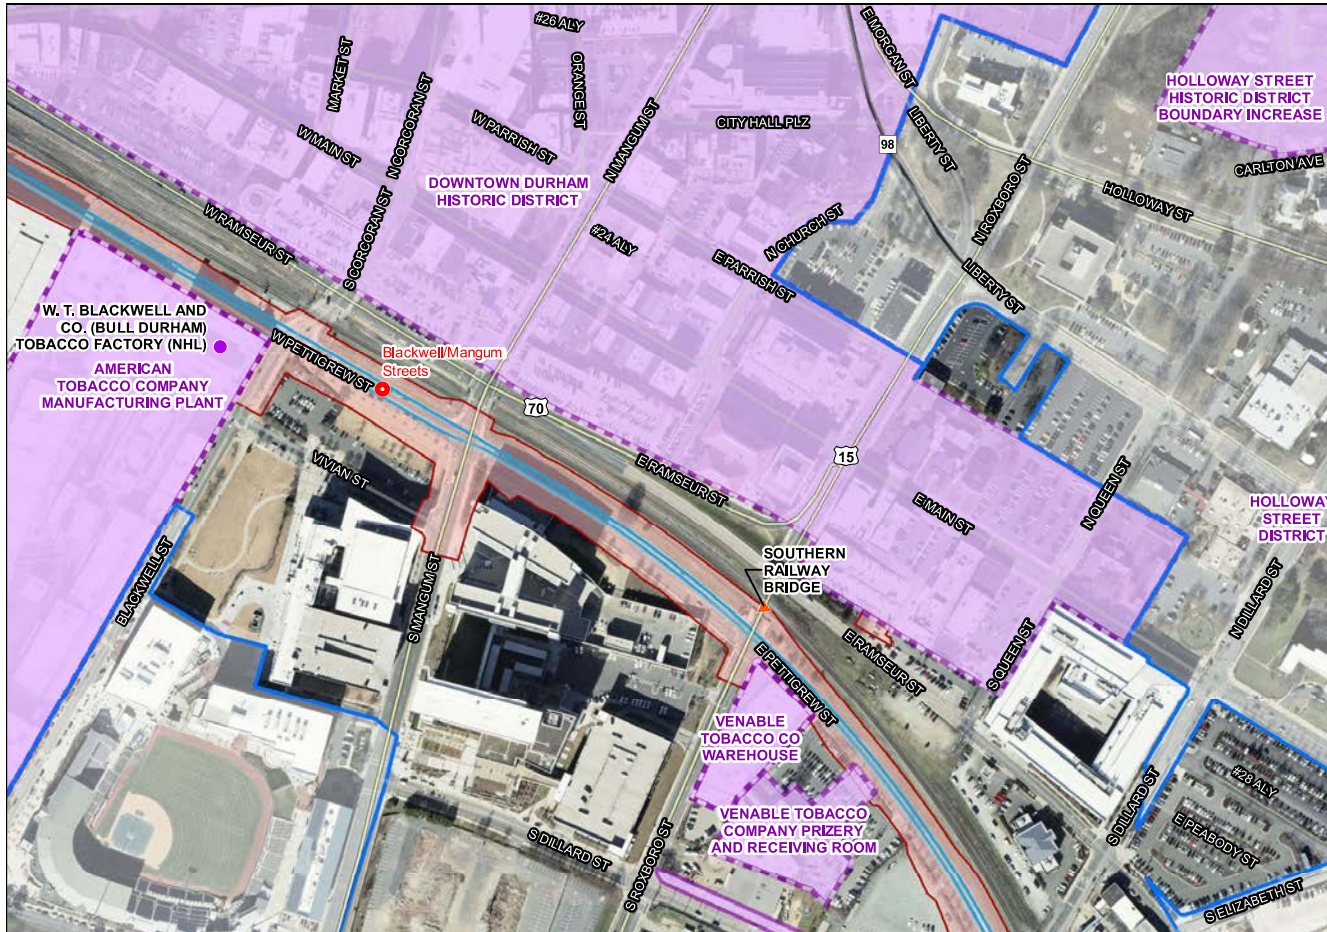 #26 ALY
E MORGAN ST
MARKET ST
ORANGE ST
N CORCORAN ST
N MANGUM ST
HOLLOWAY STREET
HISTORIC DISTRICT
BOUNDARY INCREASE
W PARRISH ST
CITY HALL PLZ
LIBERTY ST
98
W MAIN ST
CARLTON AVE
DOWNTOWN DURHAM
HISTORIC DISTRICT
N ROXBORO ST
HOLLOWAY ST
W RAMSEUR ST
S CORCORAN ST
#24 ALY
N CHURCH ST
E PARRISH ST
LIBERTY ST
W. T. BLACKWELL AND
CO. (BULL DURHAM)
TOBACCO FACTORY (NHL)
W PETTIGREW ST
Blackwell/Mangum
Streets
AMERICAN
TOBACCO COMPANY
MANUFACTURING PLANT
70
15
VIVIAN ST
E RAMSEUR ST
E MAIN ST
N QUEEN ST
HOLLOWAY
STREET
DISTRICT
BLACKWELL ST
S MANGUM ST
SOUTHERN
RAILWAY
BRIDGE
N DILLARD ST
E RAMSEUR ST
S QUEEN ST
E PETTIGREW ST
VENABLE
TOBACCO CO
WAREHOUSE
#28 ALY
S DILLARD ST
E PEABODY ST
VENABLE TOBACCO
COMPANY PRIZERY
AND RECEIVING ROOM
S DILLARD ST
S ROXBORO ST
S ELIZABETH ST